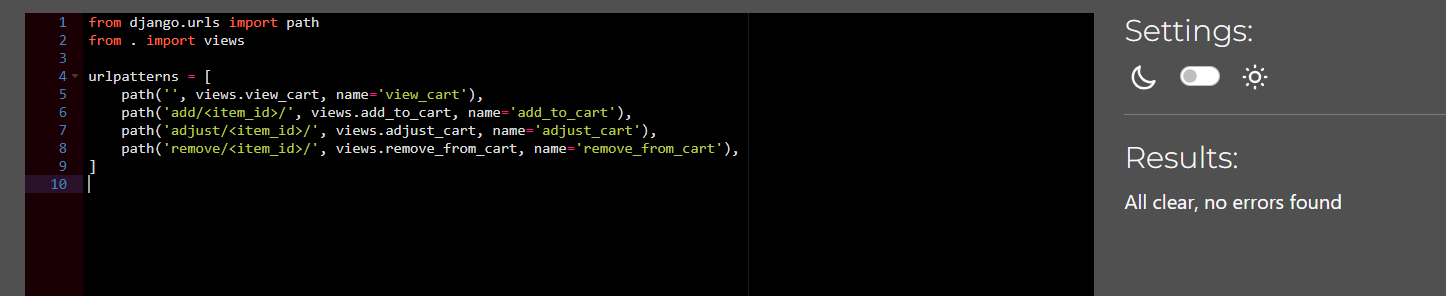 1 from django.urls import path
2 from . import views
3
4 urlpatterns = [
5     path('', views.view_cart, name='view_cart'),
6     path('add/<item_id>/', views.add_to_cart, name='add_to_cart'),
7     path('adjust/<item_id>/', views.adjust_cart, name='adjust_cart'),
8     path('remove/<item_id>/', views.remove_from_cart, name='remove_from_cart'),
9 ]
10
Settings:
Results:
All clear, no errors found